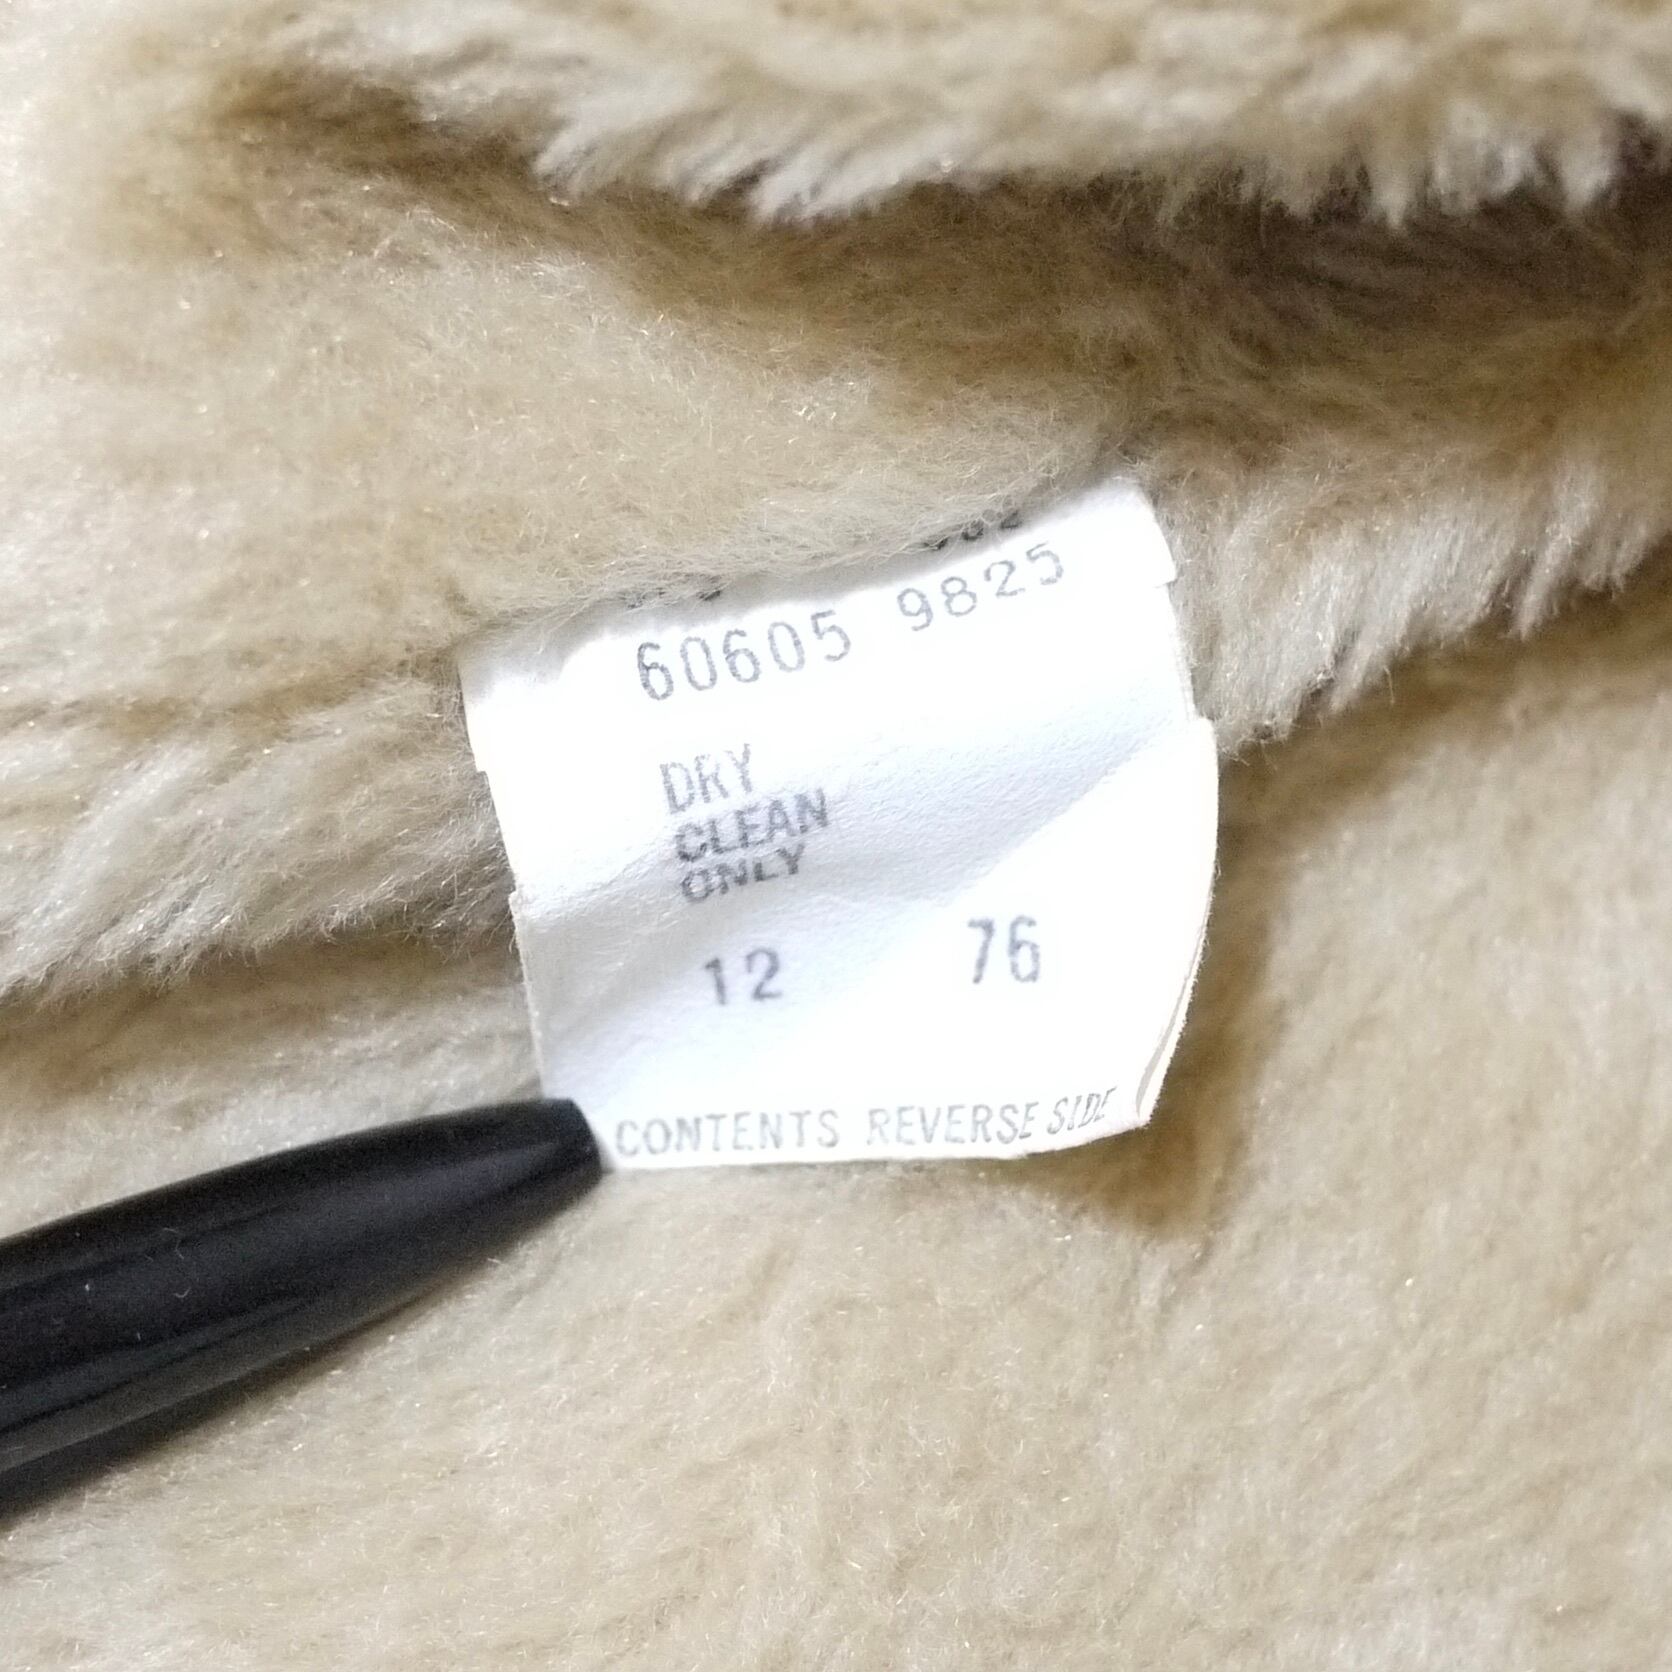 60605 9825
DRY
CLEAN
ONLY
12 76
CONTENTS REVERSE SIDE